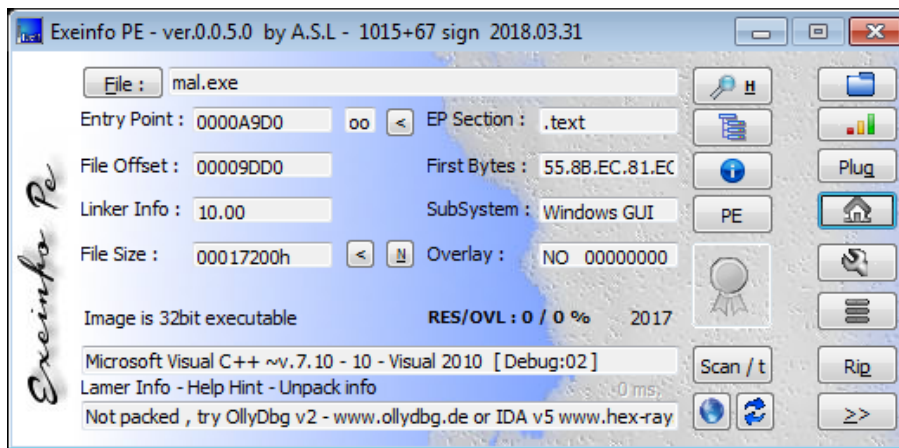 Exeinfo PE - ver.0.0.5.0 by A.S.L - 1015+67 sign 2018.03.31
Exeinfo Pe
File : mal.exe H
Entry Point : 0000A9D0 oo < EP Section : .text
File Offset : 00009DD0 First Bytes : 55.8B.EC.81.EC Plug
Linker Info : 10.00 SubSystem : Windows GUI PE
File Size : 00017200h < N Overlay : NO 00000000
Image is 32bit executable RES/OVL : 0 / 0 % 2017
Microsoft Visual C++ ~v.7.10 - 10 - Visual 2010 [ Debug:02 ] Scan / t Rip
Lamer Info - Help Hint - Unpack info -0 ms.
Not packed , try OllyDbg v2 - www.ollydbg.de or IDA v5 www.hex-ray >>